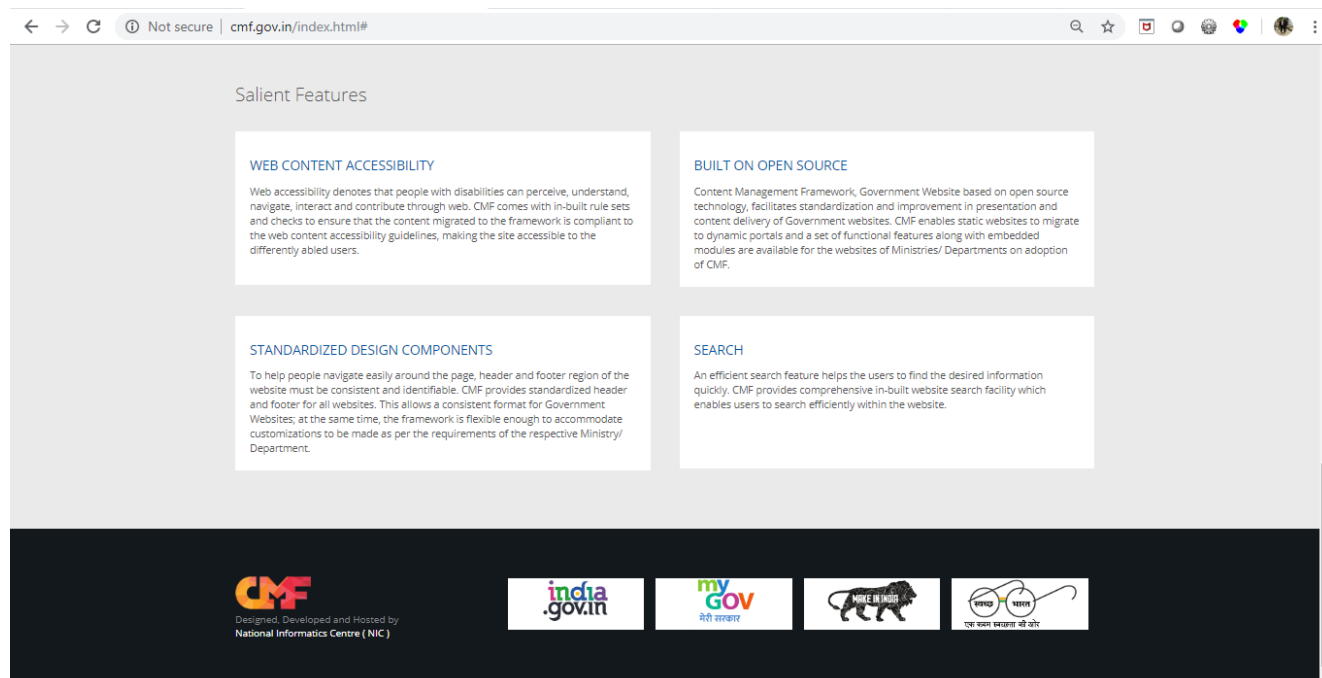 Not secure | cmf.gov.in/index.html#
Salient Features
WEB CONTENT ACCESSIBILITY
Web accessibility denotes that people with disabilities can perceive, understand,
navigate, interact and contribute through web. CMF comes with in-built rule sets
and checks to ensure that the content migrated to the framework is compliant to
the web content accessibility guidelines, making the site accessible to the
differently abled users.
BUILT ON OPEN SOURCE
Content Management Framework, Government Website based on open source
technology, facilitates standardization and improvement in presentation and
content delivery of Government websites. CMF enables static websites to migrate
to dynamic portals and a set of functional features along with embedded
modules are available for the websites of Ministries/ Departments on adoption
of CMF.
STANDARDIZED DESIGN COMPONENTS
To help people navigate easily around the page, header and footer region of the
website must be consistent and identifiable. CMF provides standardized header
and footer for all websites. This allows a consistent format for Government
Websites; at the same time, the framework is flexible enough to accommodate
customizations to be made as per the requirements of the respective Ministry/
Department.
SEARCH
An efficient search feature helps the users to find the desired information
quickly. CMF provides comprehensive in-built website search facility which
enables users to search efficiently within the website.
CMF
Designed, Developed and Hosted by
National Informatics Centre ( NIC )
india
.gov.in
my
GOV
मेरी सरकार
MAKE IN INDIA
स्वच्छ भारत
एक कदम स्वच्छता की ओर